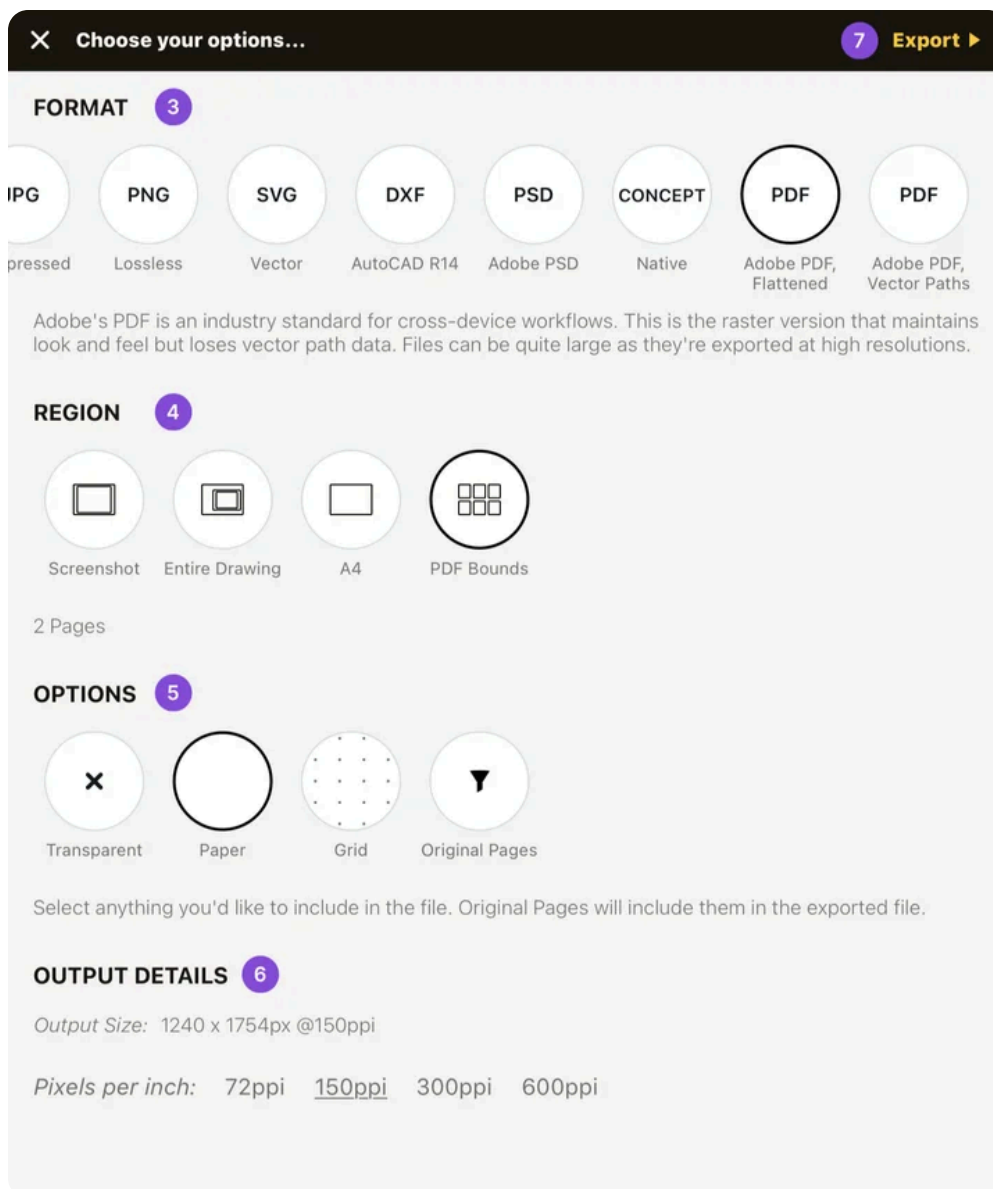 Choose your options...
7 Export
FORMAT 3
JPG PNG SVG DXF PSD CONCEPT PDF PDF
pressed Lossless Vector AutoCAD R14 Adobe PSD Native Adobe PDF, Flattened Adobe PDF, Vector Paths
Adobe's PDF is an industry standard for cross-device workflows. This is the raster version that maintains
look and feel but loses vector path data. Files can be quite large as they're exported at high resolutions.
REGION 4
Screenshot Entire Drawing A4 PDF Bounds
2 Pages
OPTIONS 5
Transparent Paper Grid Original Pages
Select anything you'd like to include in the file. Original Pages will include them in the exported file.
OUTPUT DETAILS 6
Output Size: 1240 x 1754px @150ppi
Pixels per inch: 72ppi 150ppi 300ppi 600ppi